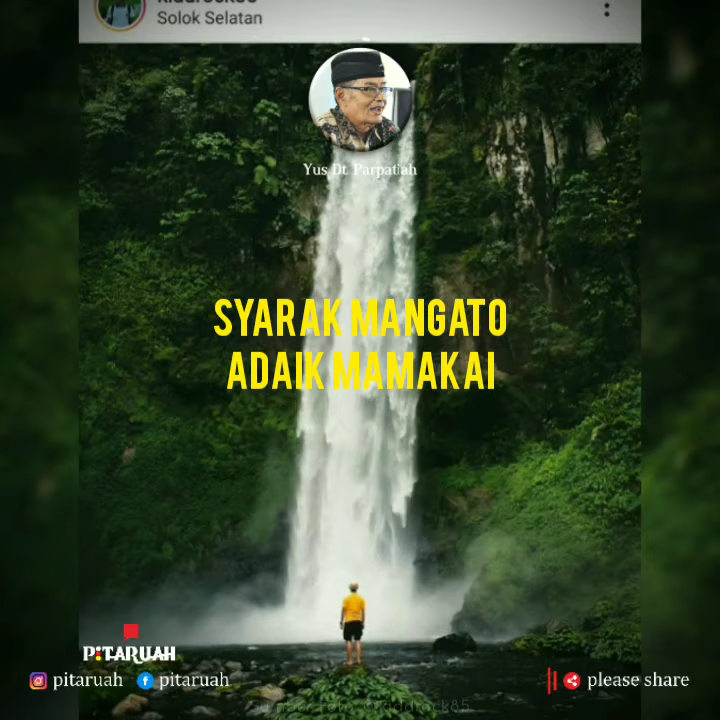 Solok Selatan
Yus Dt. Parpatiah
SYARAK MANGATO
ADAIK MAMAKAI
PITARUAH
pitaruah
pitaruah
please share